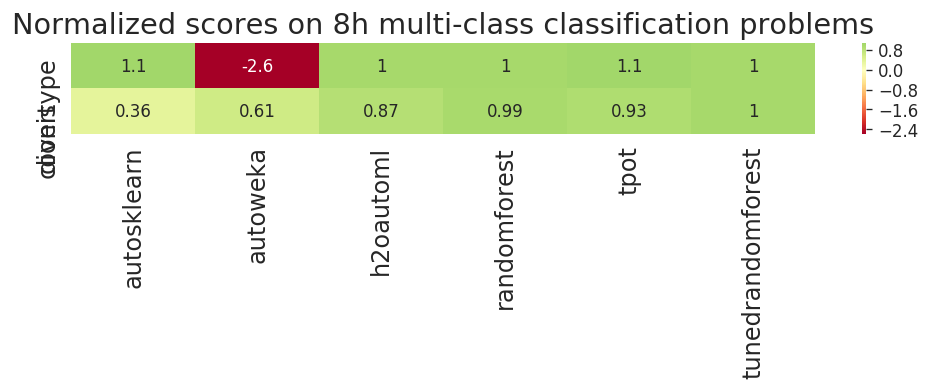 Normalized scores on 8h multi-class classification problems
covertype
dionis
1.1 -2.6 1 1 1.1 1
0.36 0.61 0.87 0.99 0.93 1
autosklearn
autoweka
h2oautoml
randomforest
tpot
tunedrandomforest
0.8
0.0
−0.8
−1.6
−2.4